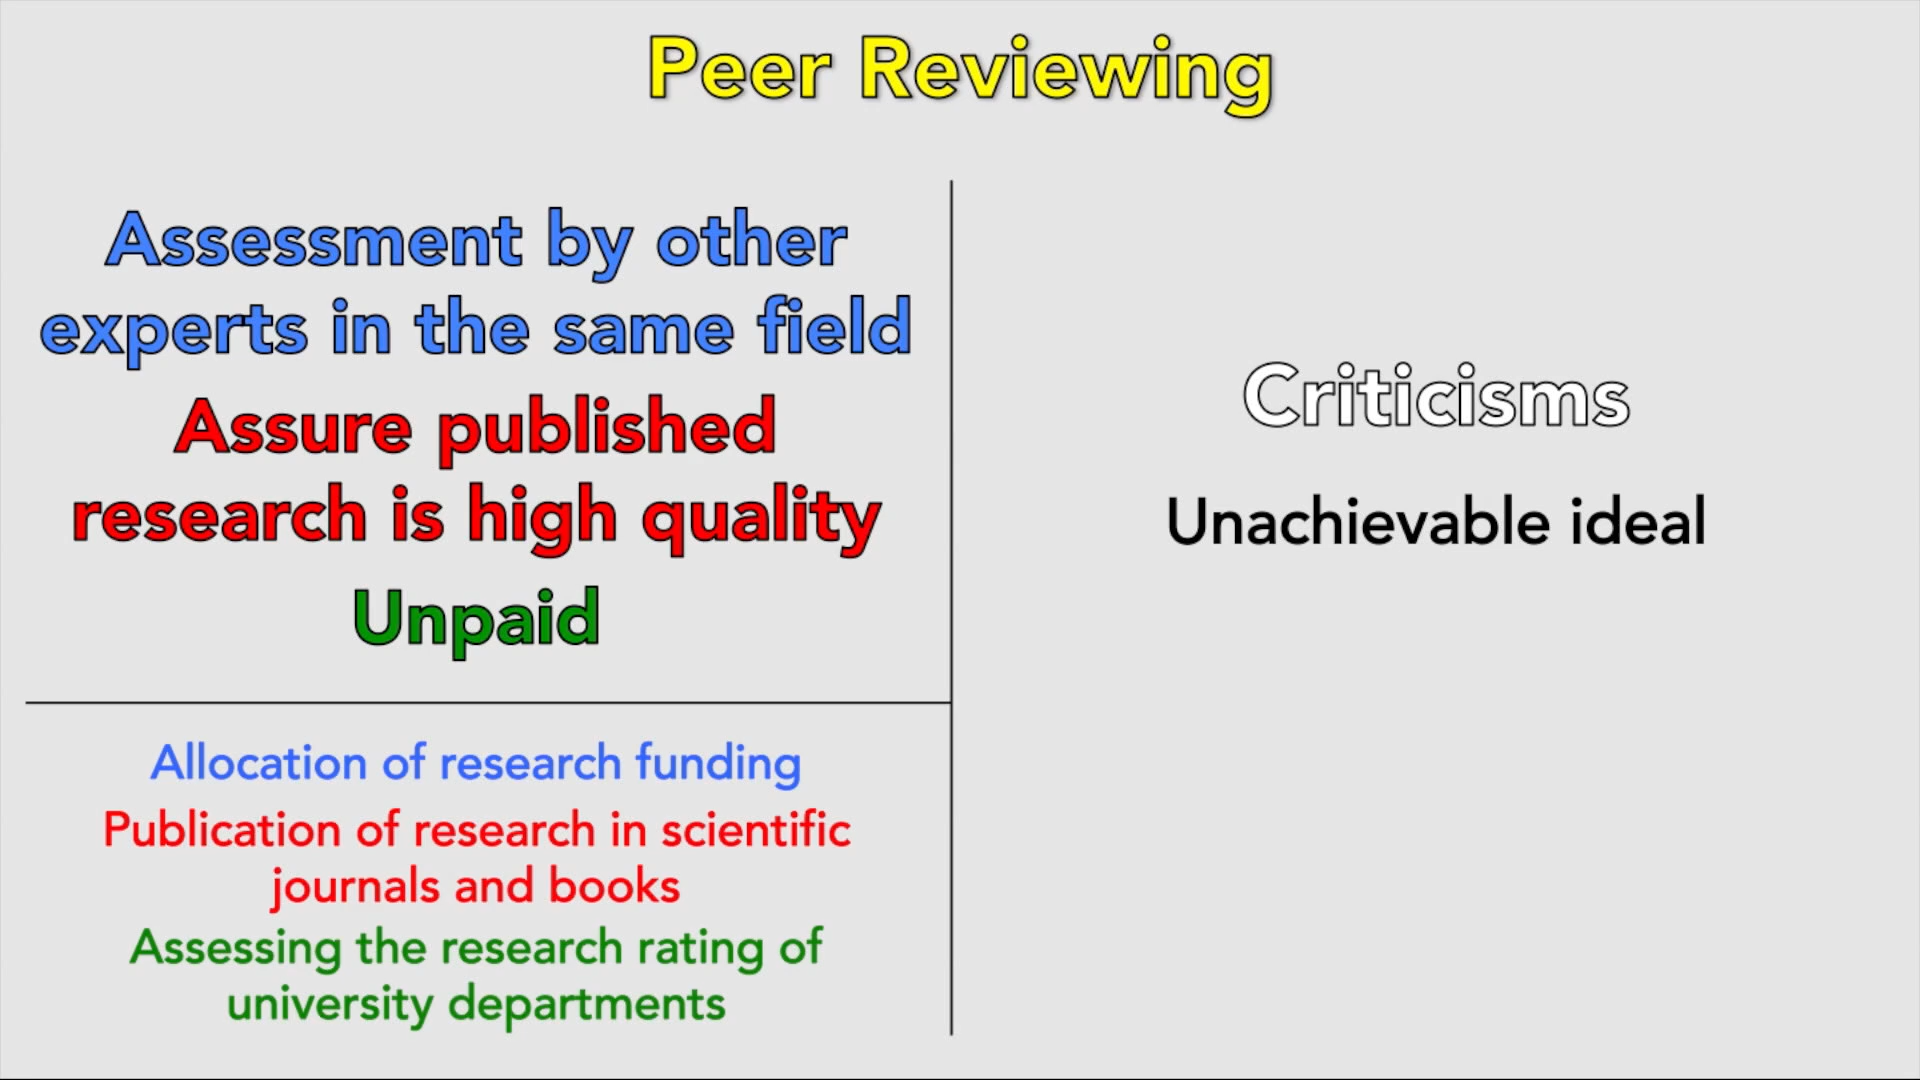 Peer Reviewing
Assessment by other
experts in the same field
Assure published
research is high quality
Unpaid
Allocation of research funding
Publication of research in scientific
journals and books
Assessing the research rating of
university departments
Criticisms
Unachievable ideal